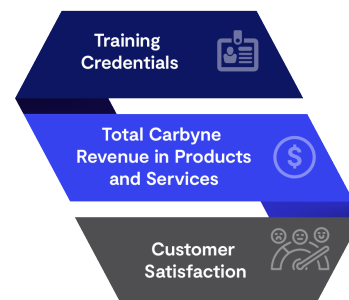 Training
Credentials
Total Carbyne
Revenue in Products
and Services
$
Customer
Satisfaction